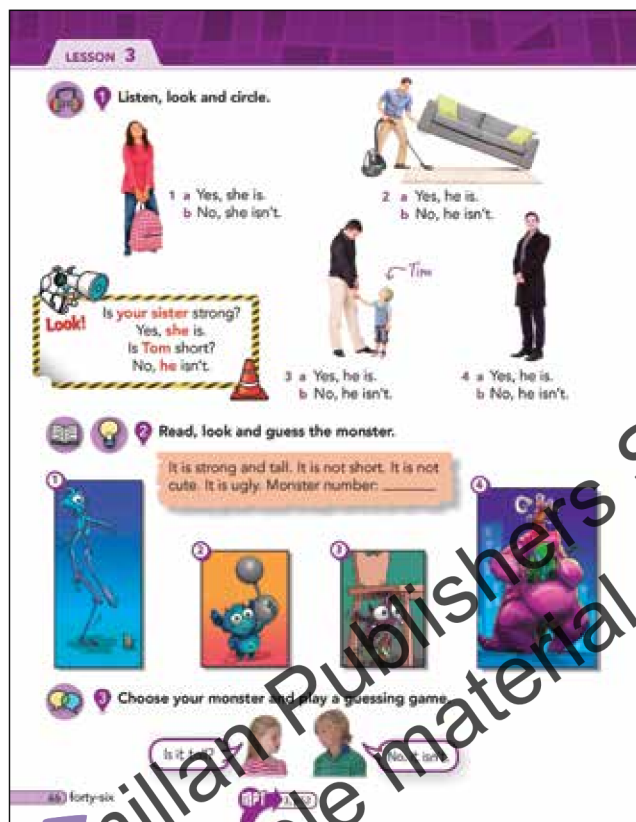 LESSON 3
1 Listen, look and circle.
1 a Yes, she is.
b No, she isn't.
2 a Yes, he is.
b No, he isn't.
Tim
Look!
Is your sister strong?
Yes, she is.
Is Tom short?
No, he isn't.
3 a Yes, he is.
b No, he isn't.
4 a Yes, he is.
b No, he isn't.
2 Read, look and guess the monster.
It is strong and tall. It is not short. It is not
cute. It is ugly. Monster number: ________
1
2
3
4
3 Choose your monster and play a guessing game.
Is it tall?
No, it isn't.
46 forty-six
millan Publishers S
le material